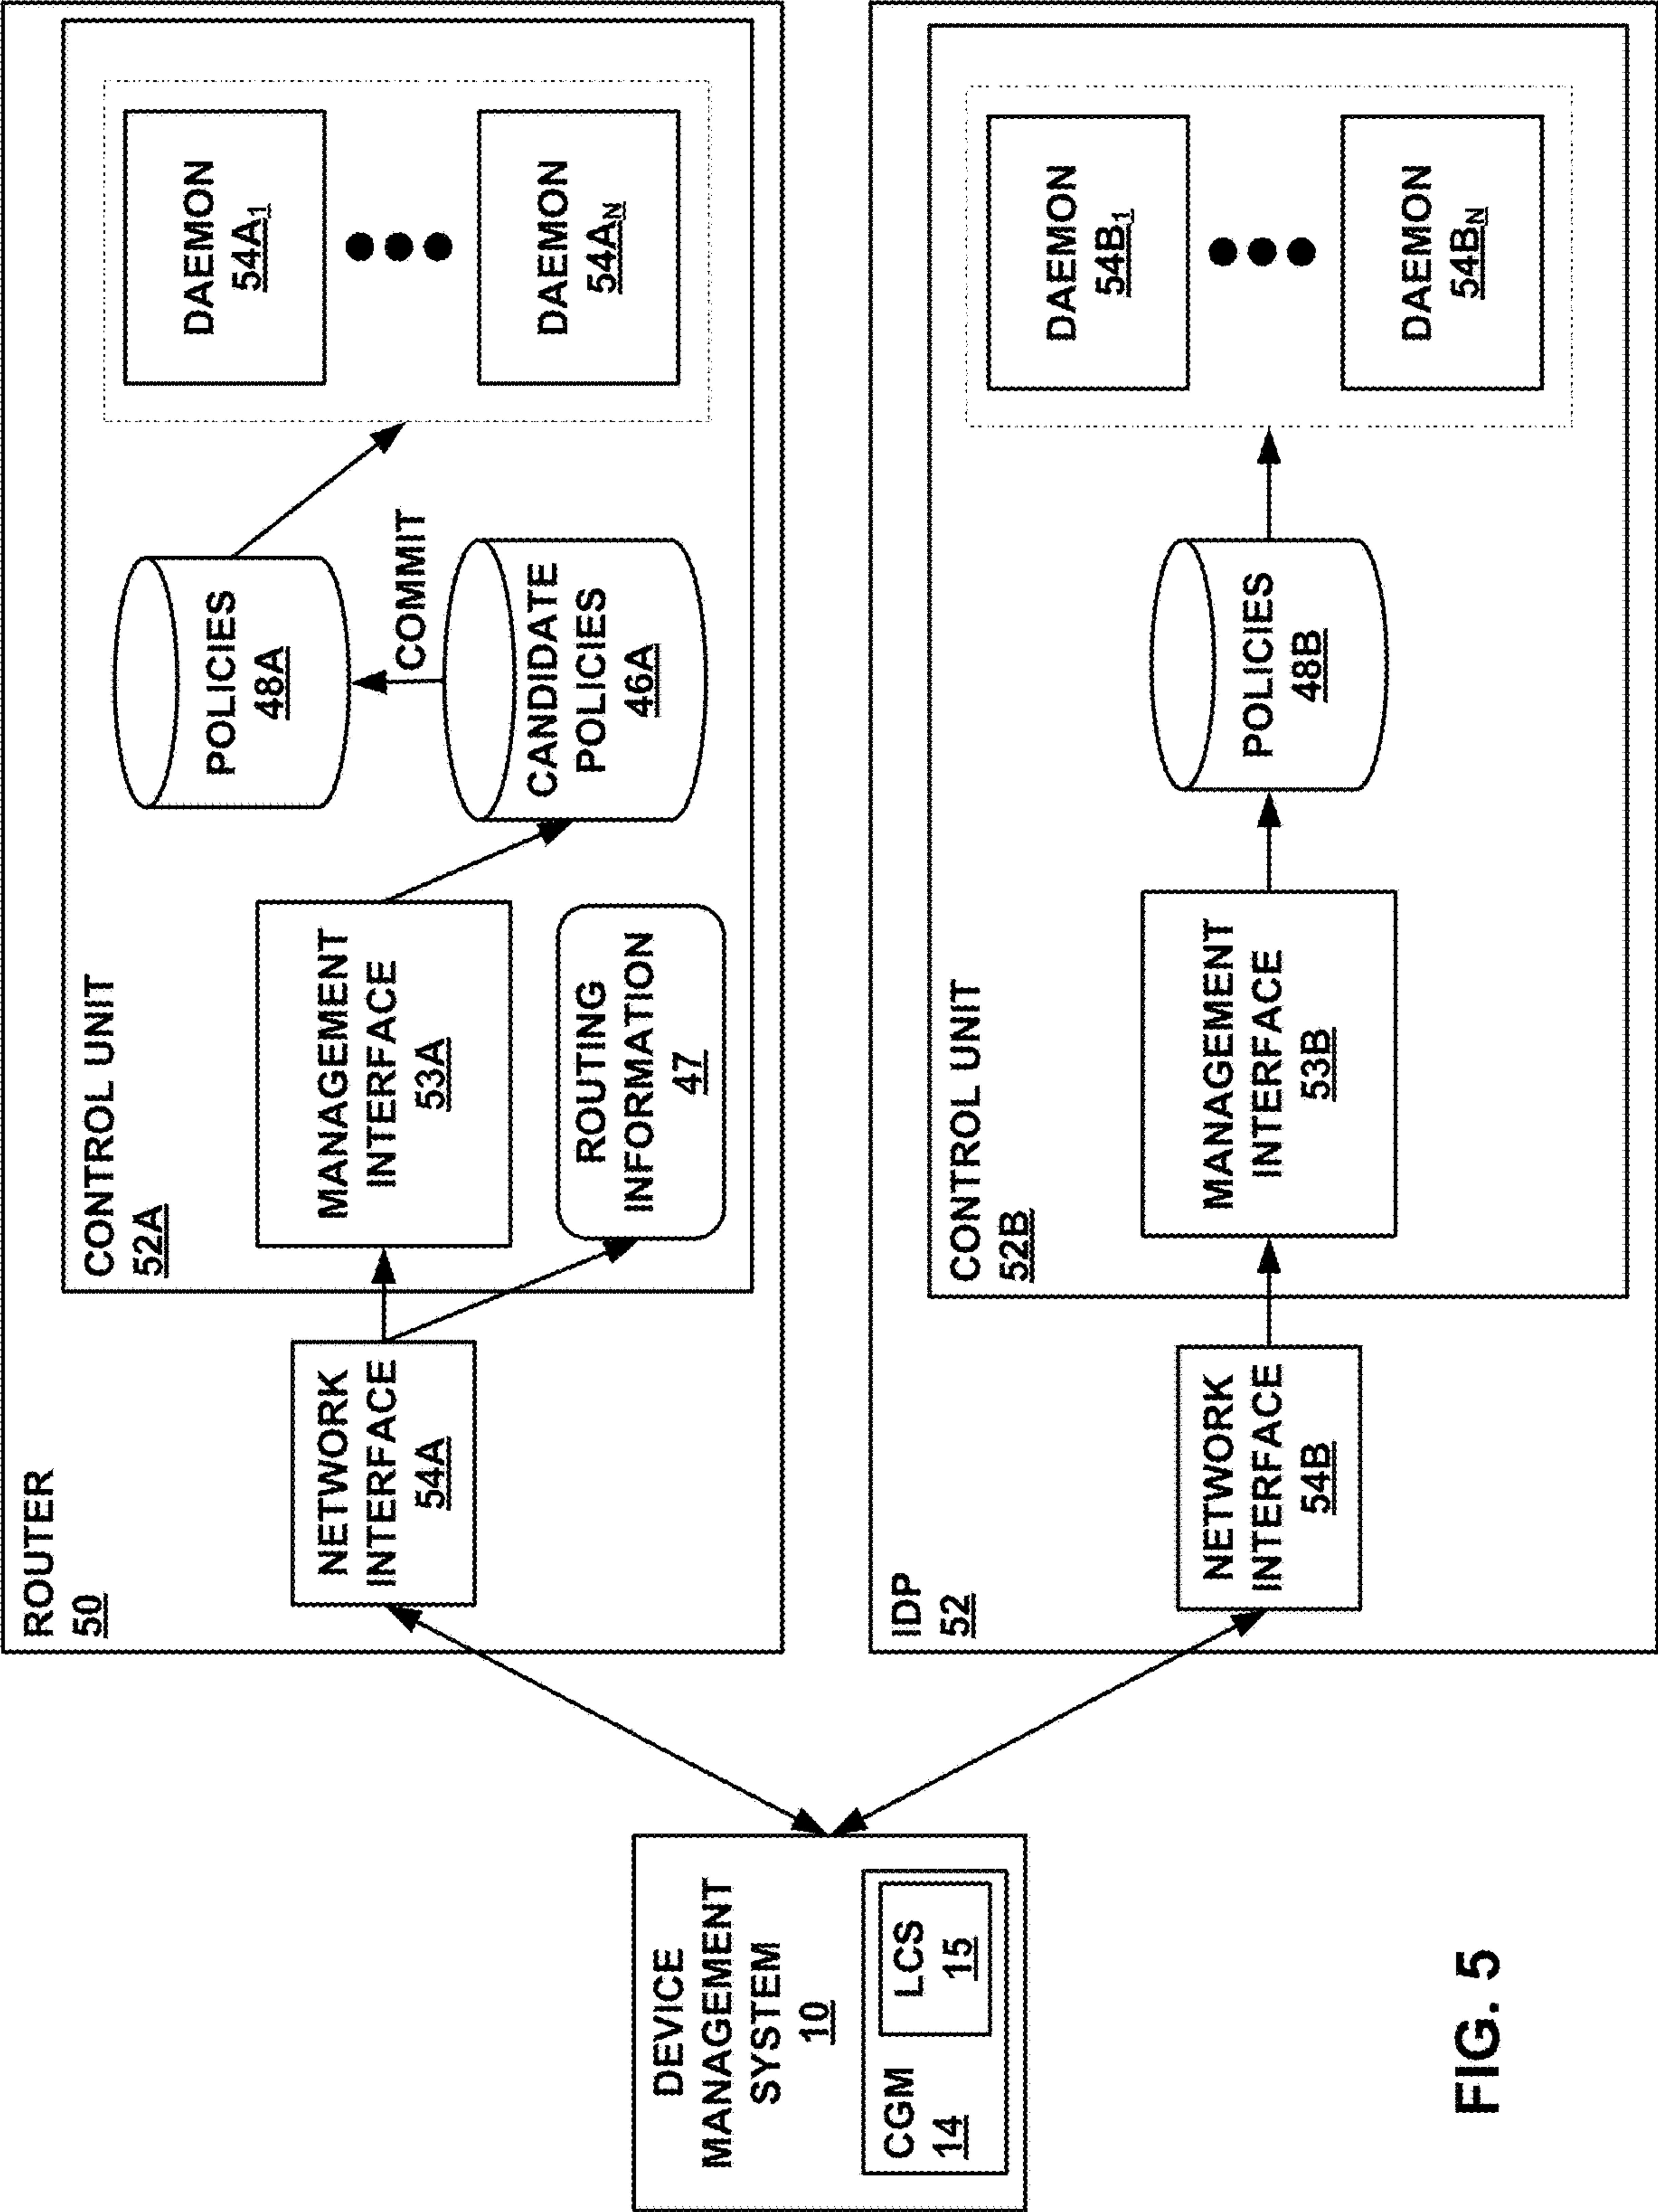 DEVICE
MANAGEMENT
SYSTEM
10
CGM
14
LCS
15
ROUTER
50
NETWORK
INTERFACE
54A
CONTROL UNIT
52A
MANAGEMENT
INTERFACE
53A
ROUTING
INFORMATION
47
POLICIES
48A
COMMIT
CANDIDATE
POLICIES
46A
DAEMON
54A1
DAEMON
54AN
IDP
52
NETWORK
INTERFACE
54B
CONTROL UNIT
52B
MANAGEMENT
INTERFACE
53B
POLICIES
48B
DAEMON
54B1
DAEMON
54BN
FIG. 5